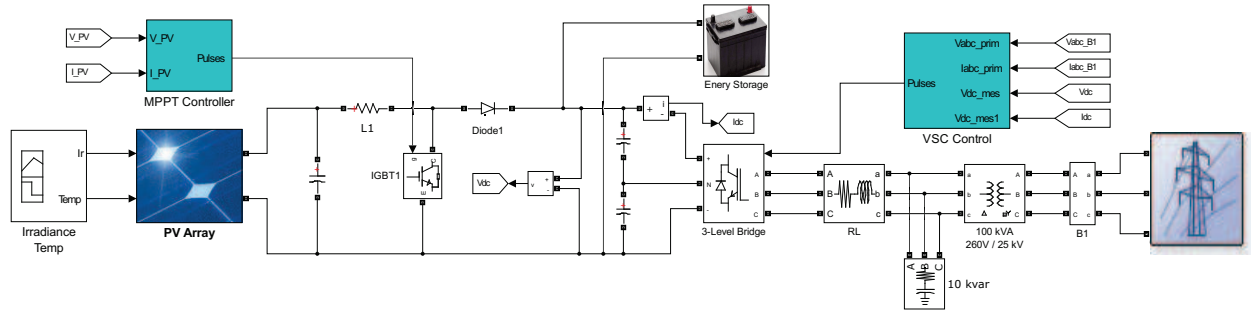 V_PV
I_PV
V_PV
I_PV
Pulses
MPPT Controller
Irradiance
Temp
Ir
Temp
PV Array
L1
g
C
E
IGBT1
Diode1
Vdc
v
+
-
+
i
-
Idc
Enery Storage
+
N
-
A
B
C
3-Level Bridge
Pulses
Vabc_prim
Iabc_prim
Vdc_mes
Vdc_mes1
VSC Control
Vabc_B1
Iabc_B1
Vdc
Idc
A
B
C
a
b
c
RL
A
B
C
10 kvar
a
b
c
A
B
C
100 kVA
260V / 25 kV
A
B
C
a
b
c
B1